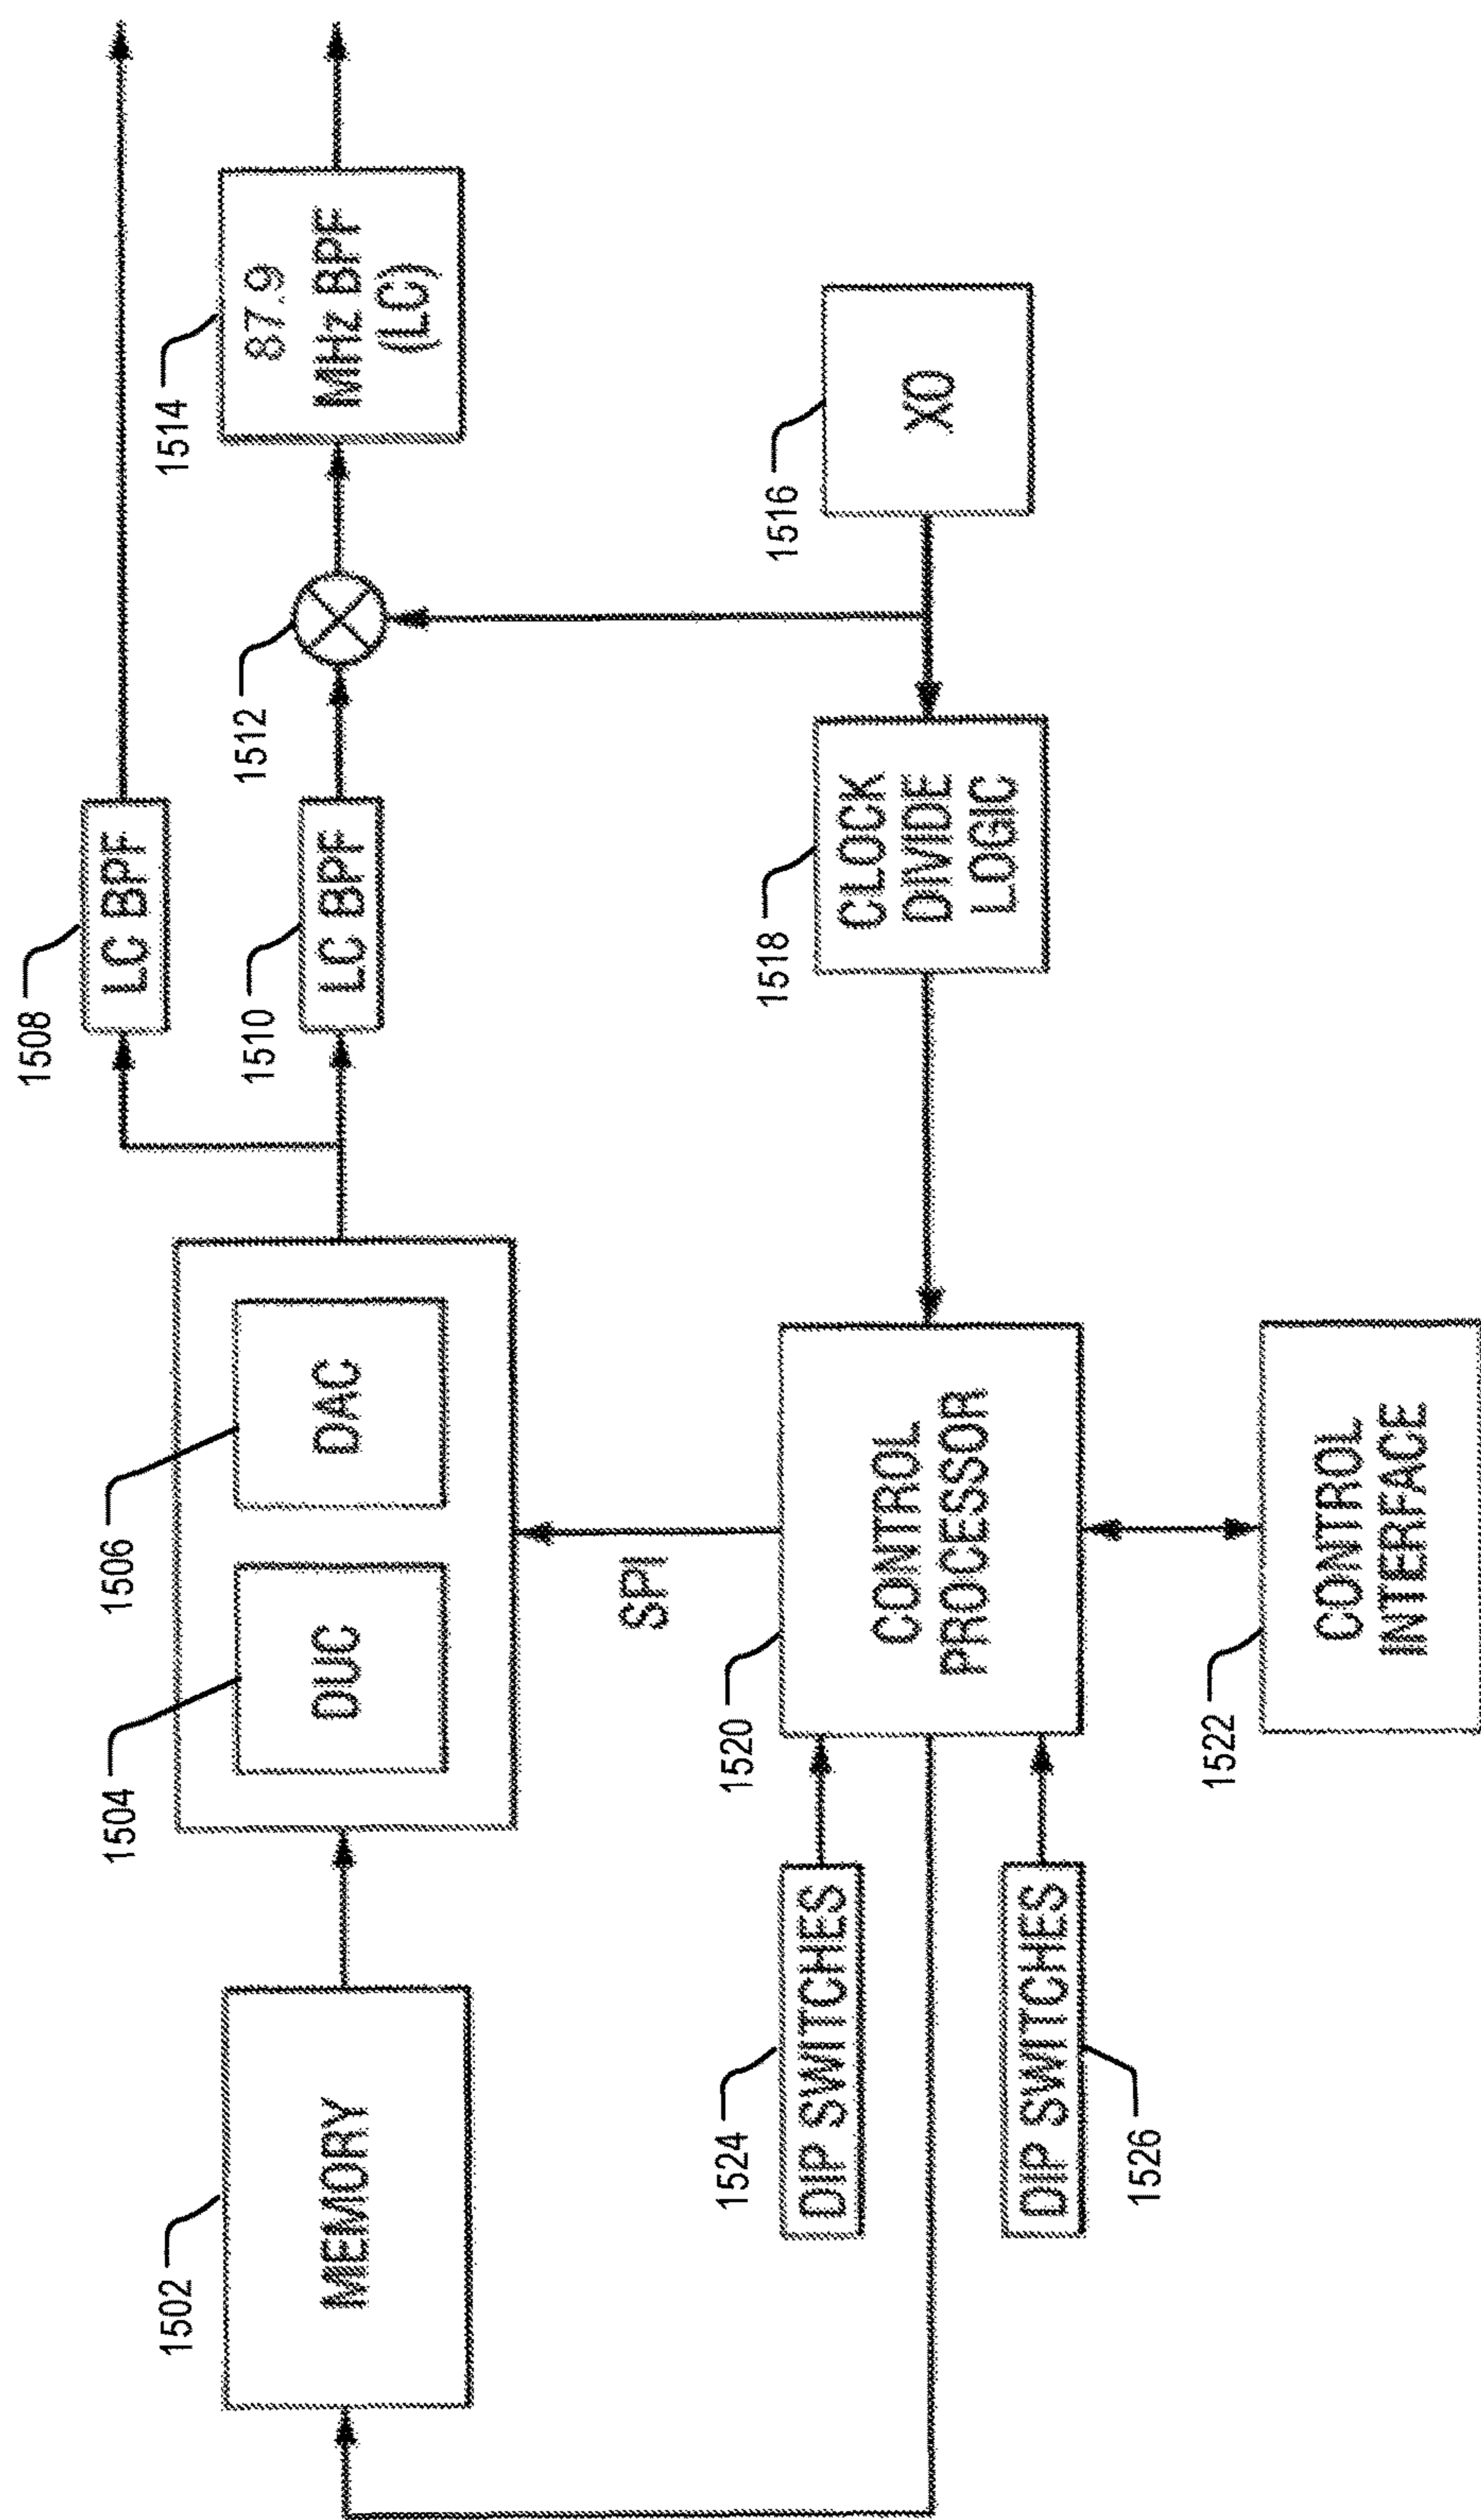 1502
MEMORY
1504
DUC
1506
DAC
1508
LC BPF
1510
LC BPF
1512
1514
87.9
MHz BPF
(LC)
SPI
1516
XO
1518
CLOCK
DIVIDE
LOGIC
1520
CONTROL
PROCESSOR
1522
CONTROL
INTERFACE
1524
DIP SWITCHES
1526
DIP SWITCHES